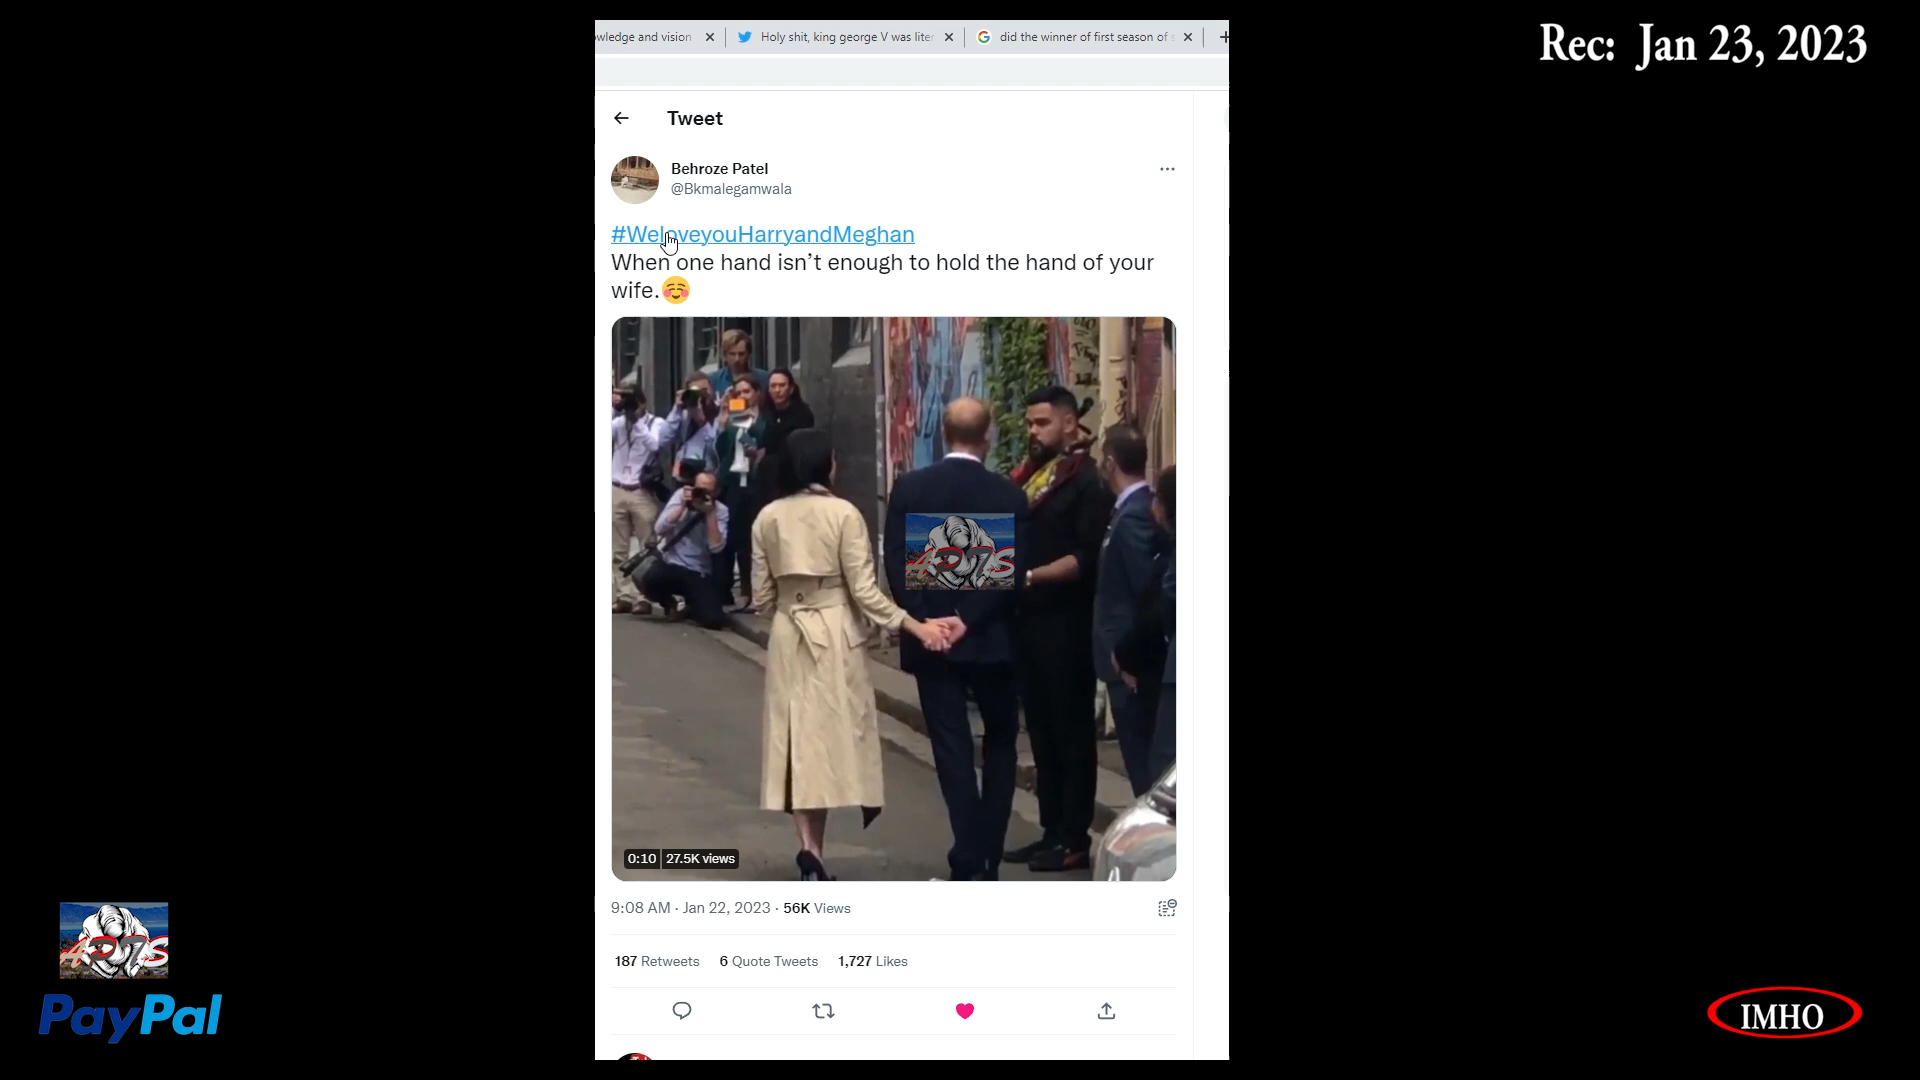 Rec: Jan 23, 2023
owledge and vision
Holy shit, king george V was liter
did the winner of first season of s
Tweet
Behroze Patel
@Bkmalegamwala
#WeloveyouHarryandMeghan
When one hand isn’t enough to hold the hand of your
wife.
ADTS
0:10 27.5K views
9:08 AM · Jan 22, 2023 · 56K Views
187 Retweets 6 Quote Tweets 1,727 Likes
ADTS
PayPal
IMHO